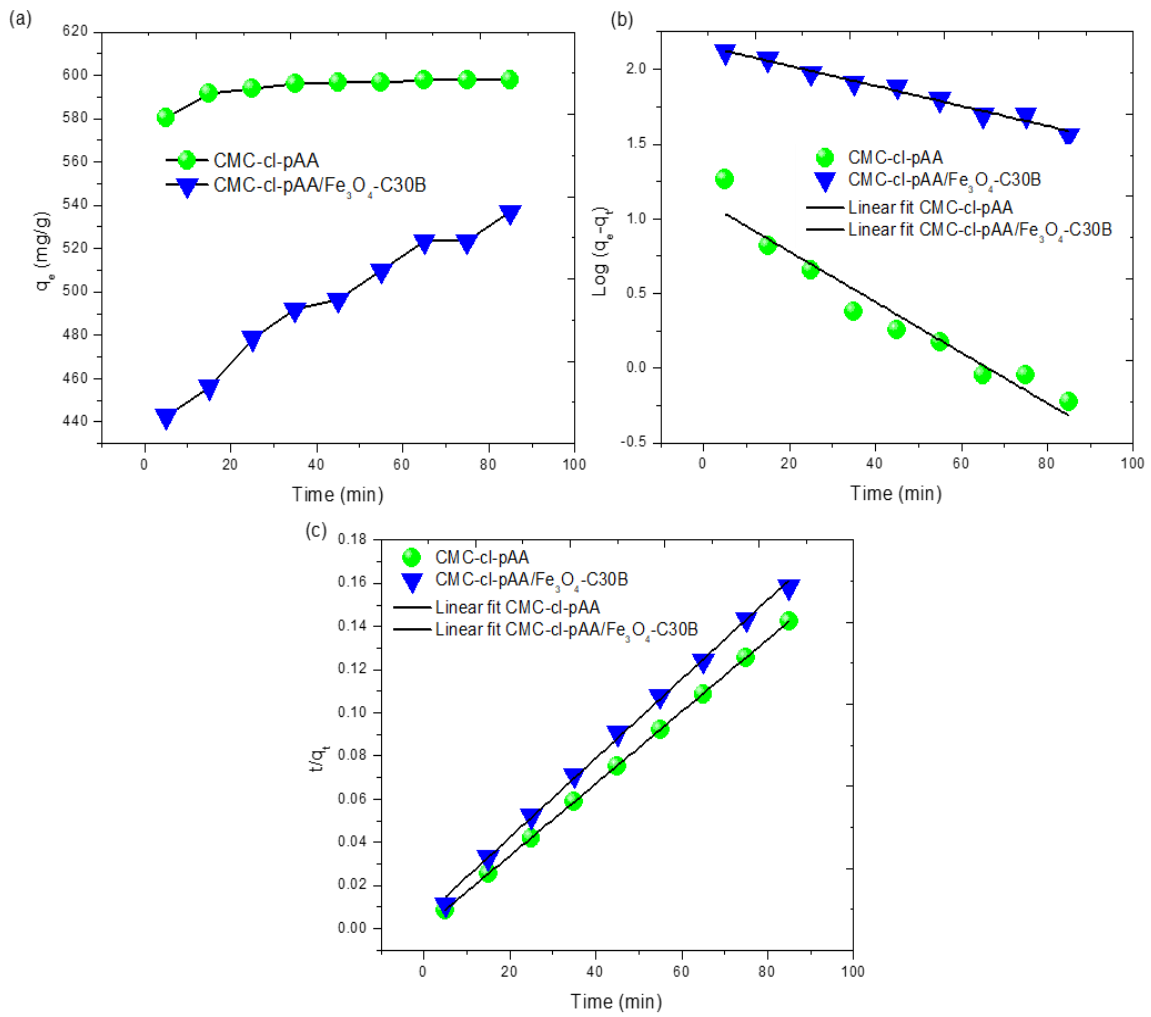 (a)
620
600
580
560
540
520
500
480
460
440
qₑ (mg/g)
CMC-cl-pAA
CMC-cl-pAA/Fe₃O₄-C30B
0 20 40 60 80 100
Time (min)
(b)
2.0
1.5
1.0
0.5
0.0
-0.5
Log (qₑ-qₜ)
CMC-cl-pAA
CMC-cl-pAA/Fe₃O₄-C30B
Linear fit CMC-cl-pAA
Linear fit CMC-cl-pAA/Fe₃O₄-C30B
0 20 40 60 80 100
Time (min)
(c)
0.18
0.16
0.14
0.12
0.10
0.08
0.06
0.04
0.02
0.00
t/qₜ
CMC-cl-pAA
CMC-cl-pAA/Fe₃O₄-C30B
Linear fit CMC-cl-pAA
Linear fit CMC-cl-pAA/Fe₃O₄-C30B
0 20 40 60 80 100
Time (min)